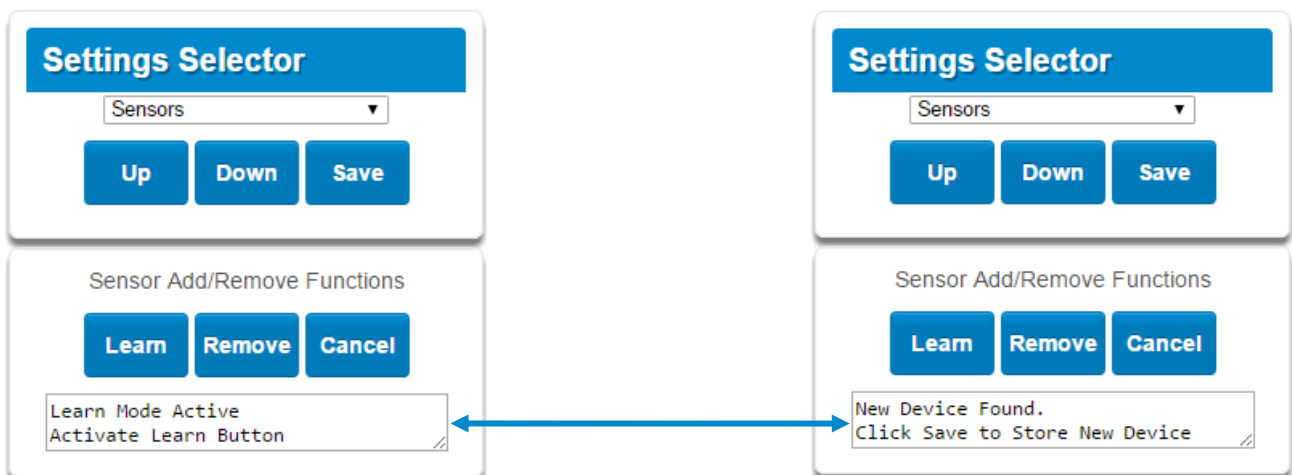 Settings Selector
Sensors
Up Down Save
Sensor Add/Remove Functions
Learn Remove Cancel
Learn Mode Active
Activate Learn Button
Settings Selector
Sensors
Up Down Save
Sensor Add/Remove Functions
Learn Remove Cancel
New Device Found.
Click Save to Store New Device